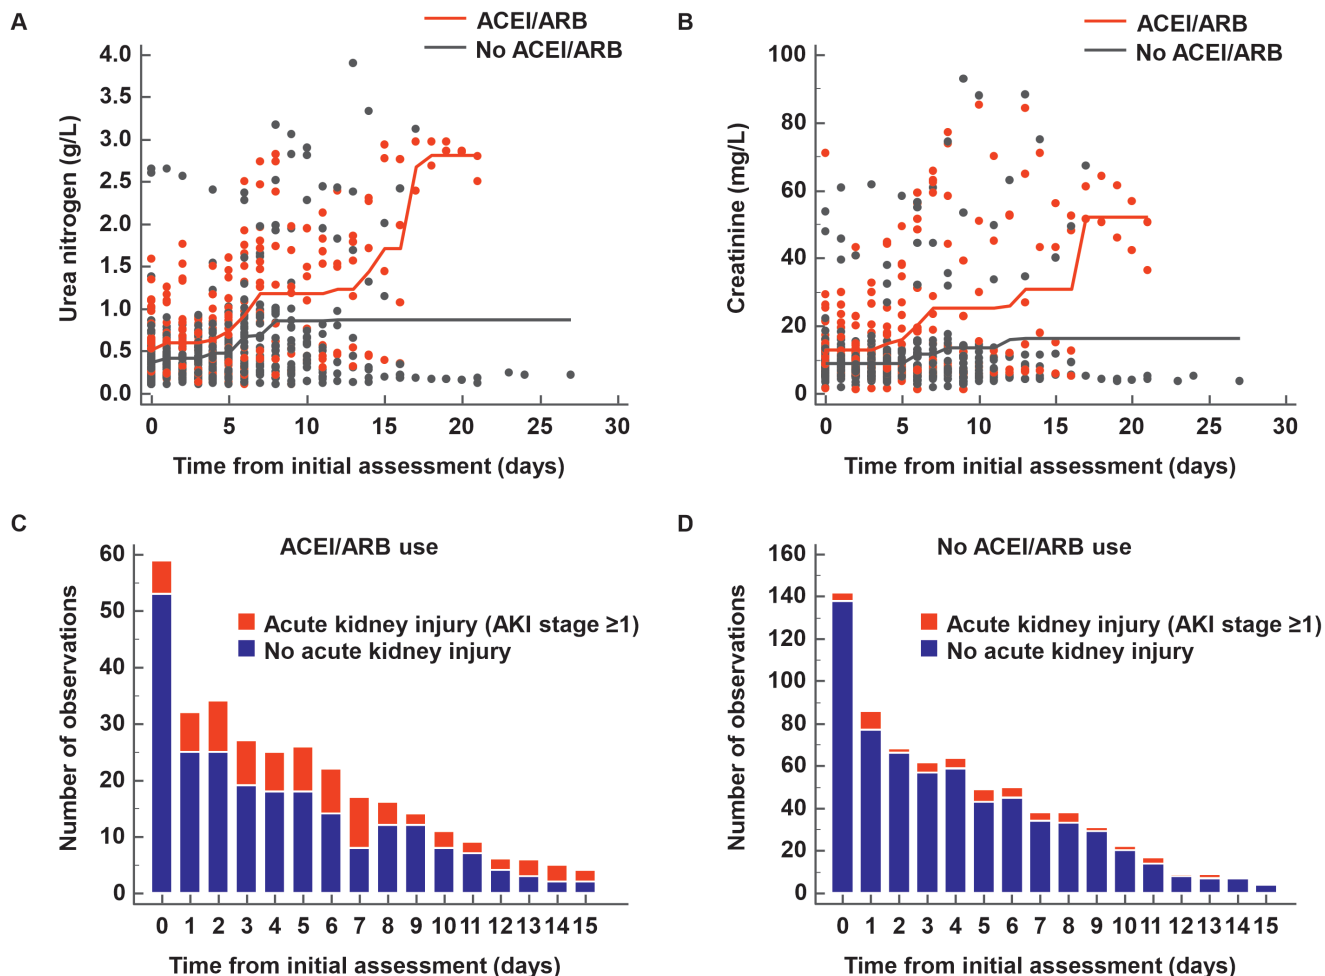 A
ACEI/ARB
No ACEI/ARB
Urea nitrogen (g/L)
4.0
3.5
3.0
2.5
2.0
1.5
1.0
0.5
0.0
0 5 10 15 20 25 30
Time from initial assessment (days)
B
ACEI/ARB
No ACEI/ARB
Creatinine (mg/L)
100
80
60
40
20
0
0 5 10 15 20 25 30
Time from initial assessment (days)
C
ACEI/ARB use
Acute kidney injury (AKI stage ≥1)
No acute kidney injury
Number of observations
60
50
40
30
20
10
0
0 1 2 3 4 5 6 7 8 9 10 11 12 13 14 15
Time from initial assessment (days)
D
No ACEI/ARB use
Acute kidney injury (AKI stage ≥1)
No acute kidney injury
Number of observations
160
140
120
100
80
60
40
20
0
0 1 2 3 4 5 6 7 8 9 10 11 12 13 14 15
Time from initial assessment (days)